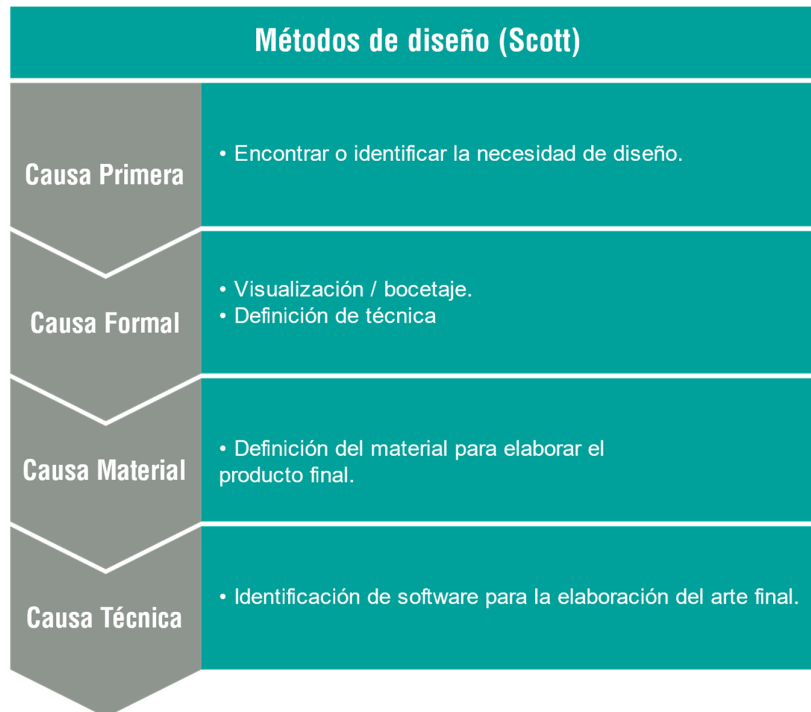 Métodos de diseño (Scott)
Causa Primera
• Encontrar o identificar la necesidad de diseño.
Causa Formal
• Visualización / bocetaje.
• Definición de técnica
Causa Material
• Definición del material para elaborar el
producto final.
Causa Técnica
• Identificación de software para la elaboración del arte final.